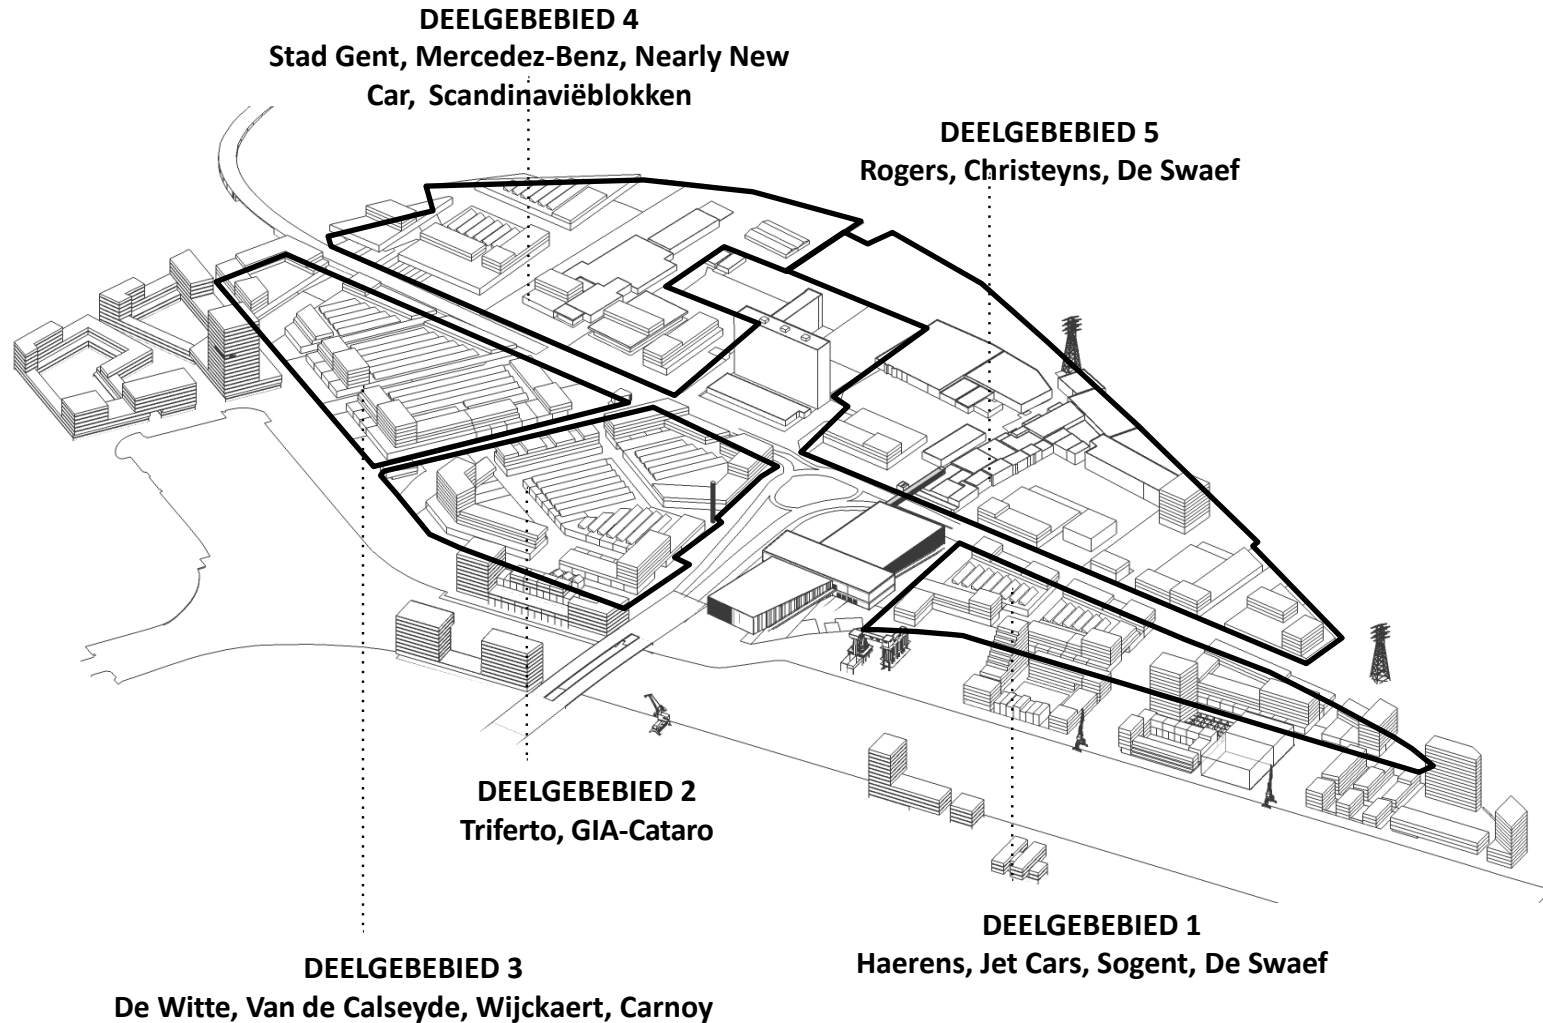 DEELGEBEBIED 4
Stad Gent, Mercedez-Benz, Nearly New
Car, Scandinaviëblokken
DEELGEBEBIED 5
Rogers, Christeyns, De Swaef
DEELGEBEBIED 2
Triferto, GIA-Cataro
DEELGEBEBIED 1
Haerens, Jet Cars, Sogent, De Swaef
DEELGEBEBIED 3
De Witte, Van de Calseyde, Wijckaert, Carnoy